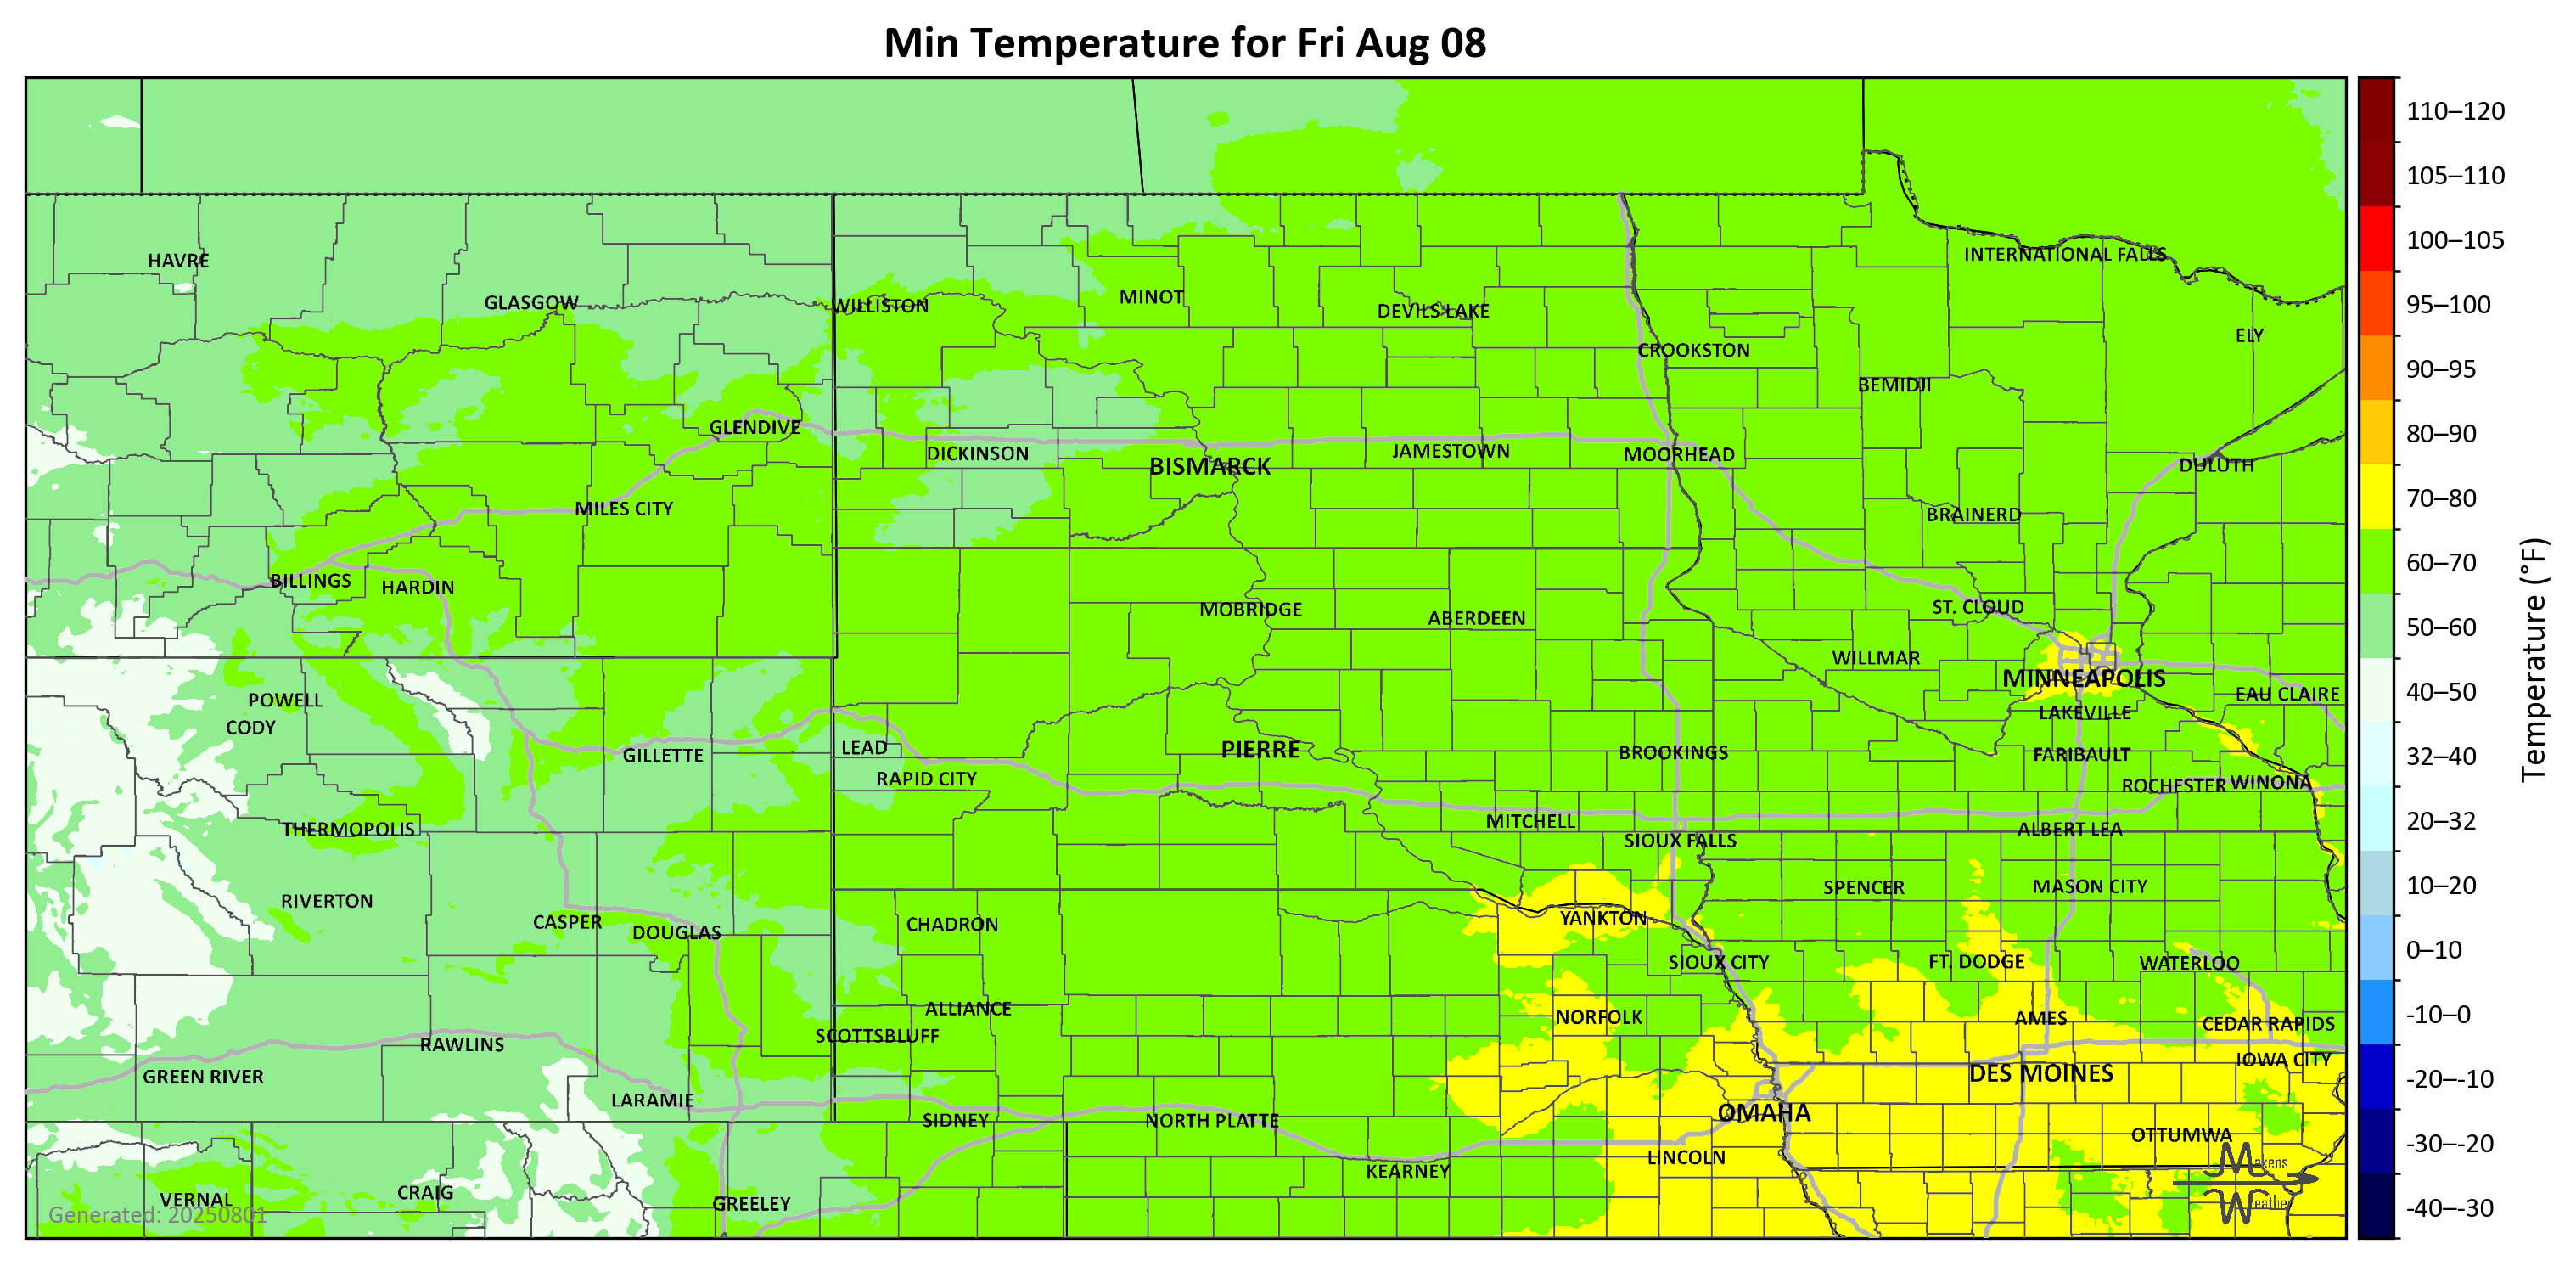 Min Temperature for Fri Aug 08
110–120
105–110
100–105
95–100
90–95
80–90
70–80
60–70
50–60
40–50
32–40
20–32
10–20
0–10
-10–0
-20–-10
-30–-20
-40–-30
Temperature (°F)
HAVRE
INTERNATIONAL FALLS
GLASGOW
WILLISTON
MINOT
DEVILS LAKE
ELY
CROOKSTON
BEMIDJI
GLENDIVE
DICKINSON
BISMARCK
JAMESTOWN
MOORHEAD
DULUTH
MILES CITY
BRAINERD
BILLINGS
HARDIN
MOBRIDGE
ABERDEEN
ST. CLOUD
WILLMAR
MINNEAPOLIS
EAU CLAIRE
POWELL
CODY
LAKEVILLE
GILLETTE
LEAD
PIERRE
BROOKINGS
FARIBAULT
RAPID CITY
ROCHESTER
WINONA
THERMOPOLIS
MITCHELL
SIOUX FALLS
ALBERT LEA
RIVERTON
SPENCER
MASON CITY
CASPER
DOUGLAS
CHADRON
YANKTON
SIOUX CITY
FT. DODGE
WATERLOO
ALLIANCE
NORFOLK
AMES
CEDAR RAPIDS
SCOTTSBLUFF
RAWLINS
IOWA CITY
GREEN RIVER
DES MOINES
LARAMIE
SIDNEY
NORTH PLATTE
OMAHA
OTTUMWA
LINCOLN
KEARNEY
VERNAL
CRAIG
GREELEY
Makens
Weather
Generated: 20250801